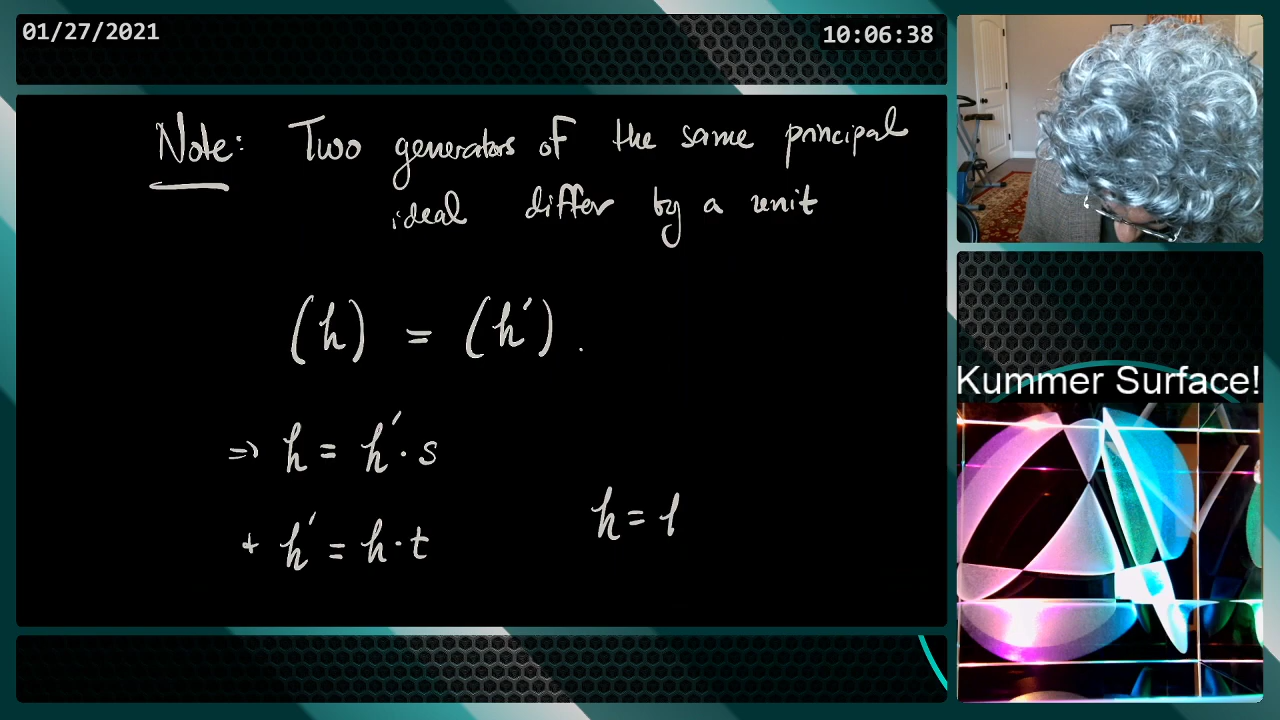 01/27/2021
10:06:38
Note: Two generators of the same principal
ideal differ by a unit
(h) = (h′).
⇒ h = h′·s
+ h′ = h·t
h = l
Kummer Surface!